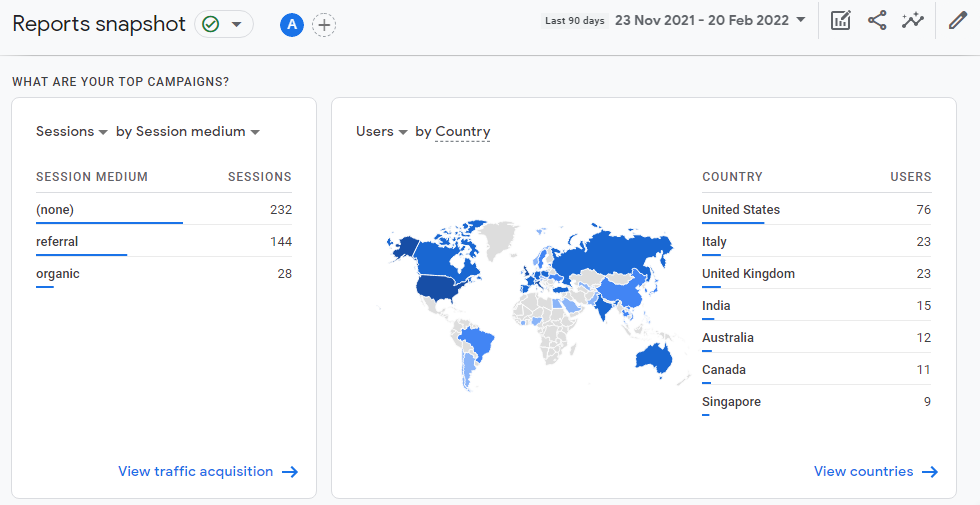 Reports snapshot
A
Last 90 days 23 Nov 2021 - 20 Feb 2022
WHAT ARE YOUR TOP CAMPAIGNS?
Sessions by Session medium
SESSION MEDIUM SESSIONS
(none) 232
referral 144
organic 28
View traffic acquisition
Users by Country
COUNTRY USERS
United States 76
Italy 23
United Kingdom 23
India 15
Australia 12
Canada 11
Singapore 9
View countries